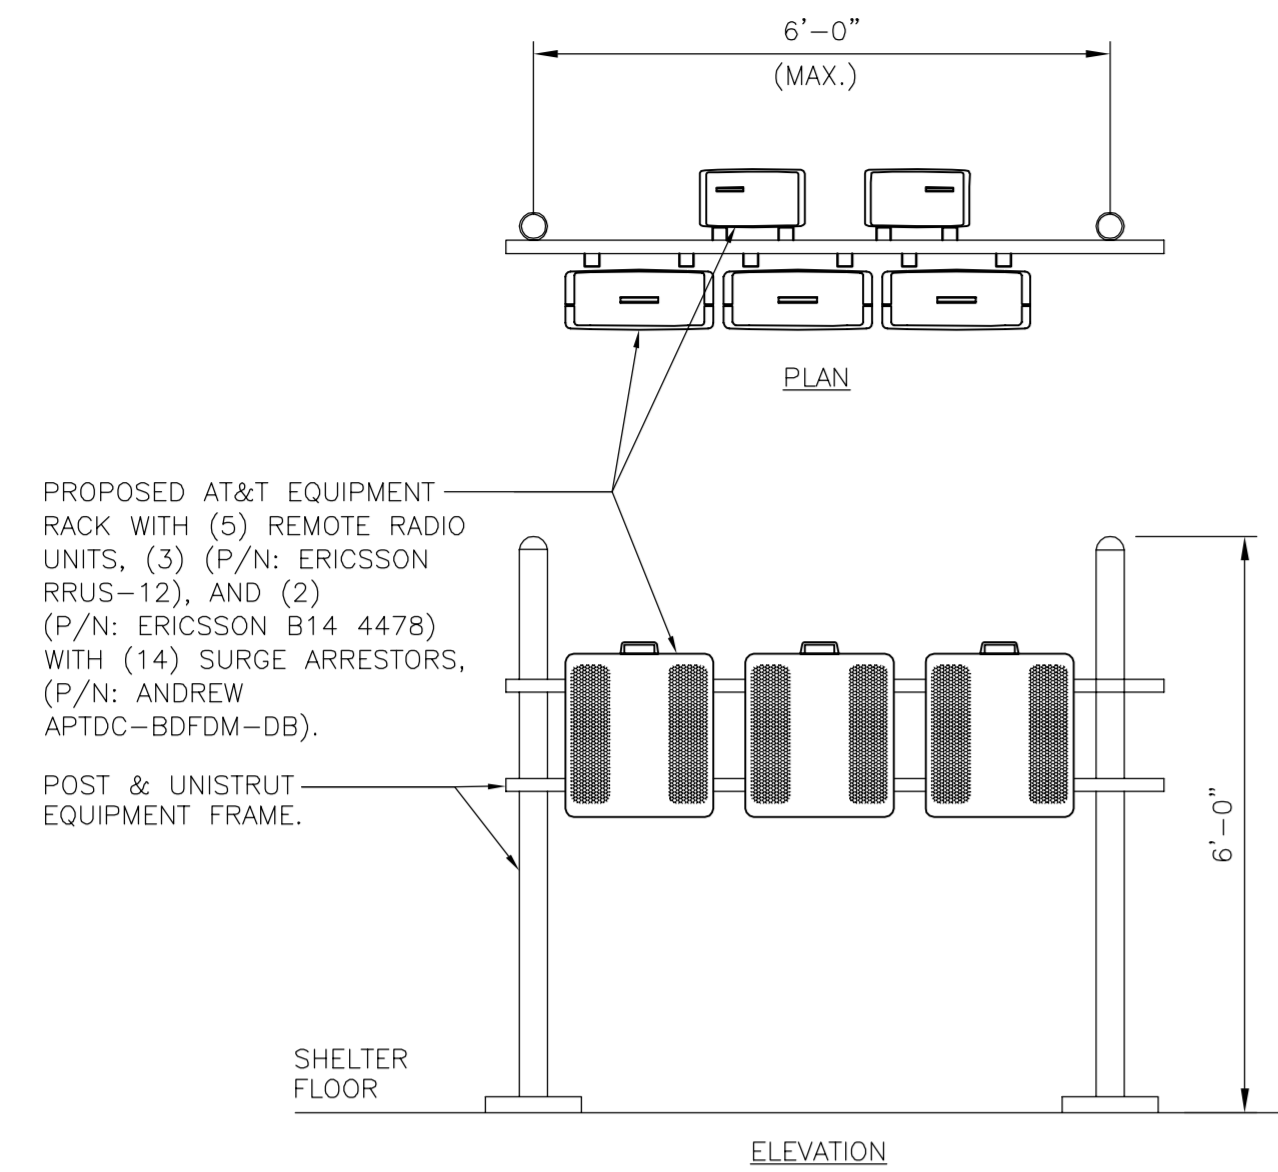 6'-0"
(MAX.)
PLAN
PROPOSED AT&T EQUIPMENT
RACK WITH (5) REMOTE RADIO
UNITS, (3) (P/N: ERICSSON
RRUS-12), AND (2)
(P/N: ERICSSON B14 4478)
WITH (14) SURGE ARRESTORS,
(P/N: ANDREW
APTDC-BDFDM-DB).
POST & UNISTRUT
EQUIPMENT FRAME.
6'-0"
SHELTER
FLOOR
ELEVATION